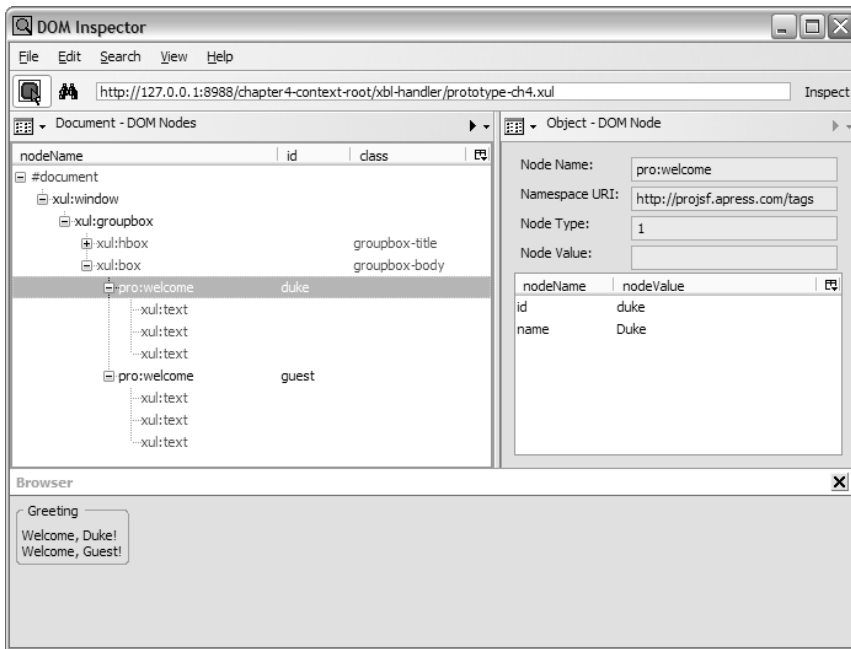 DOM Inspector
File Edit Search View Help
http://127.0.0.1:8988/chapter4-context-root/xbl-handler/prototype-ch4.xul Inspect
Document - DOM Nodes
nodeName id class
#document
xul:window
xul:groupbox
xul:hbox groupbox-title
xul:box groupbox-body
pro:welcome duke
xul:text
xul:text
xul:text
pro:welcome guest
xul:text
xul:text
xul:text
Object - DOM Node
Node Name: pro:welcome
Namespace URI: http://projsf.apress.com/tags
Node Type: 1
Node Value:
nodeName nodeValue
id duke
name Duke
Browser
Greeting
Welcome, Duke!
Welcome, Guest!